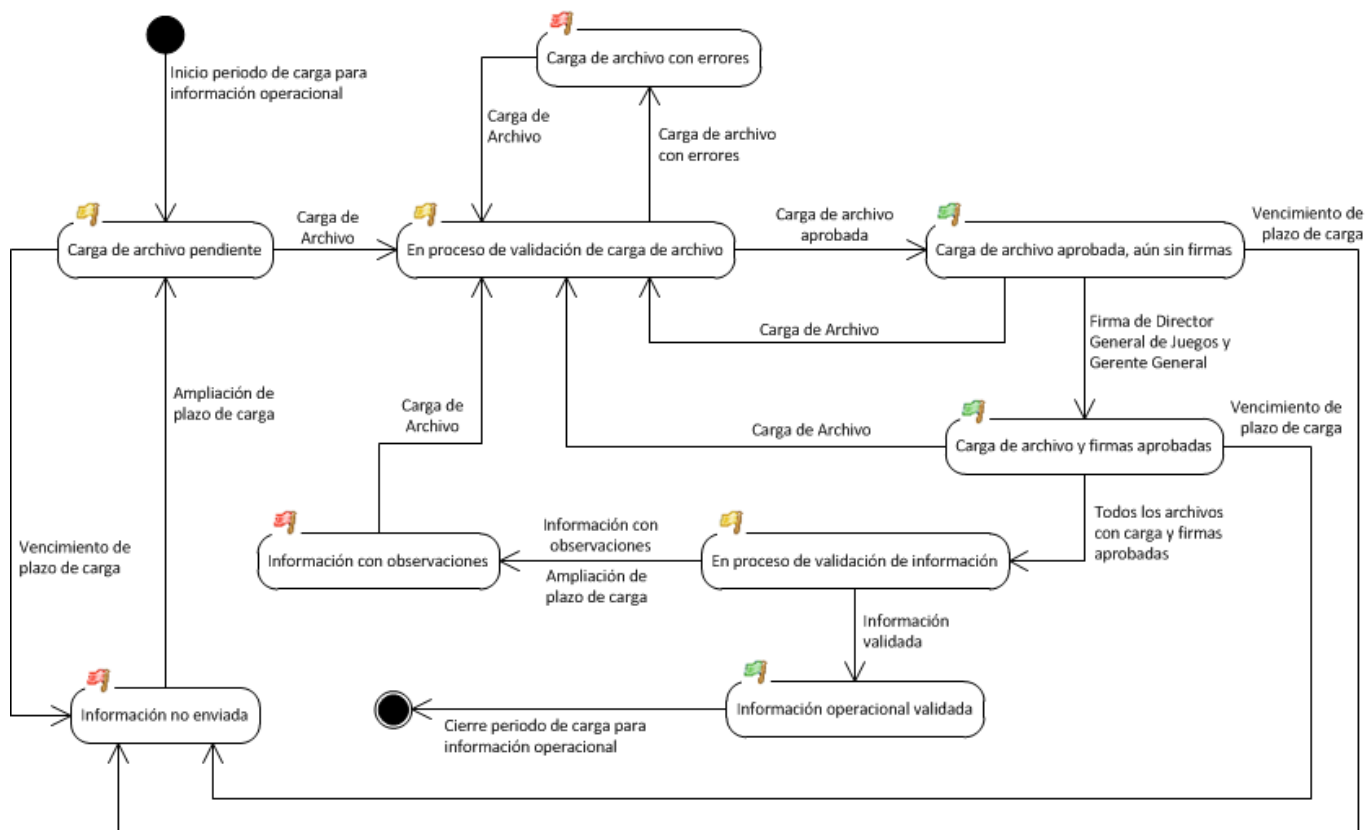 Inicio periodo de carga para
información operacional
Carga de archivo con errores
Carga de
Archivo
Carga de archivo
con errores
Carga de archivo pendiente
Carga de
Archivo
En proceso de validación de carga de archivo
Carga de archivo
aprobada
Carga de archivo aprobada, aún sin firmas
Vencimiento de
plazo de carga
Carga de Archivo
Firma de Director
General de Juegos y
Gerente General
Ampliación de
plazo de carga
Carga de
Archivo
Carga de Archivo
Carga de archivo y firmas aprobadas
Vencimiento de
plazo de carga
Todos los archivos
con carga y firmas
aprobadas
Vencimiento de
plazo de carga
Información con observaciones
Información con
observaciones
Ampliación de
plazo de carga
En proceso de validación de información
Información
validada
Información no enviada
Cierre periodo de carga para
información operacional
Información operacional validada